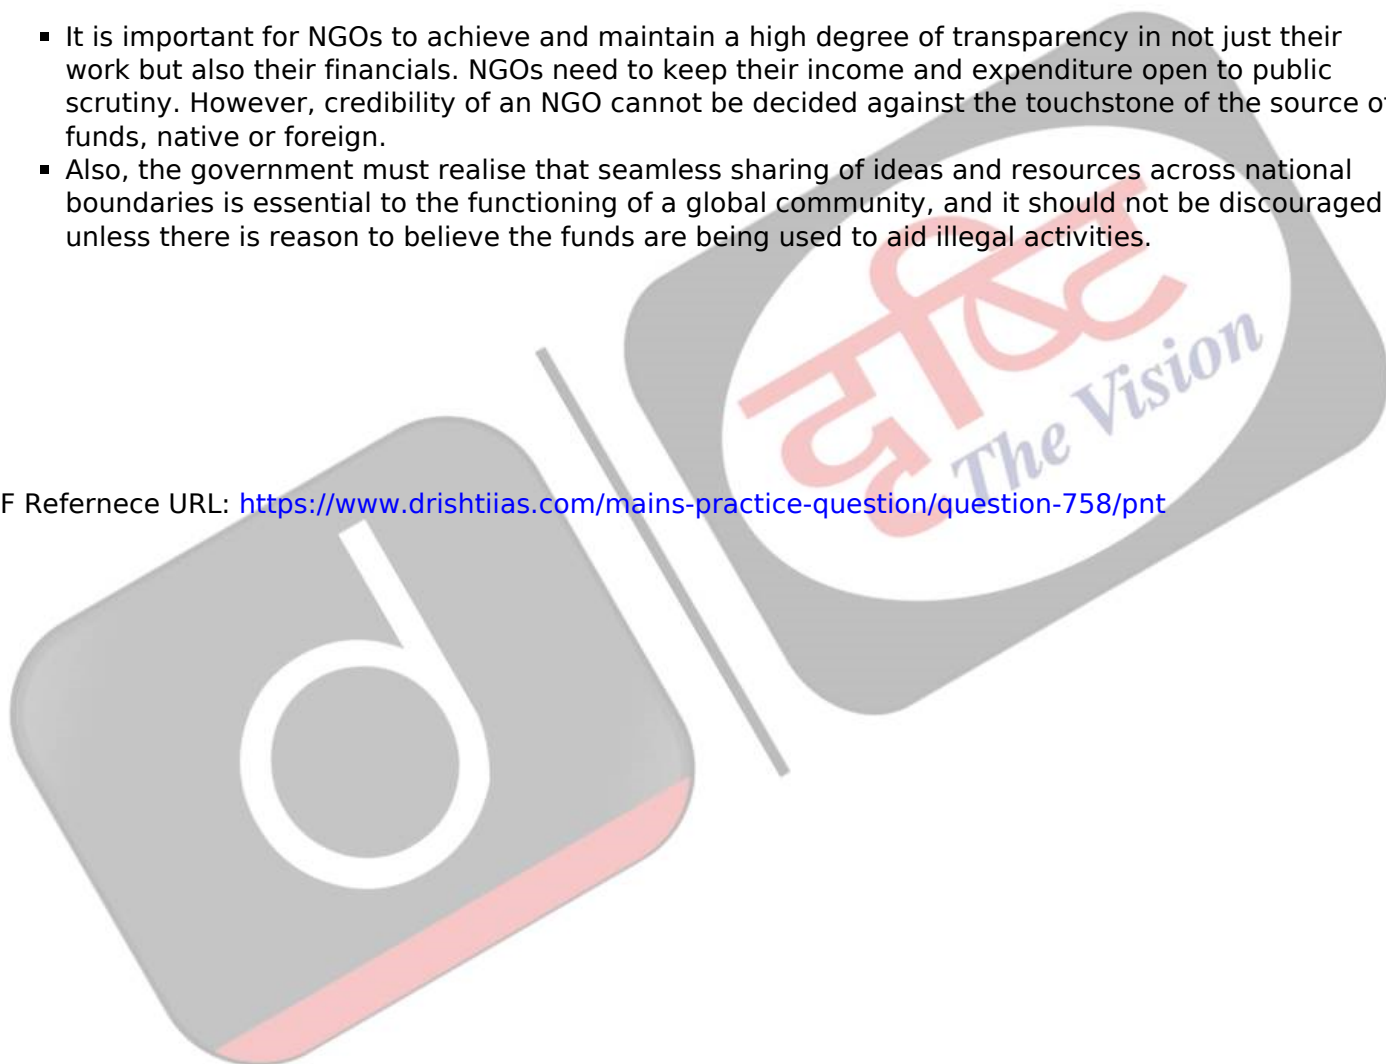 ▪ It is important for NGOs to achieve and maintain a high degree of transparency in not just their
work but also their financials. NGOs need to keep their income and expenditure open to public
scrutiny. However, credibility of an NGO cannot be decided against the touchstone of the source of
funds, native or foreign.
▪ Also, the government must realise that seamless sharing of ideas and resources across national
boundaries is essential to the functioning of a global community, and it should not be discouraged
unless there is reason to believe the funds are being used to aid illegal activities.
दृष्टि
The Vision
F Refernece URL: https://www.drishtiias.com/mains-practice-question/question-758/pnt
d